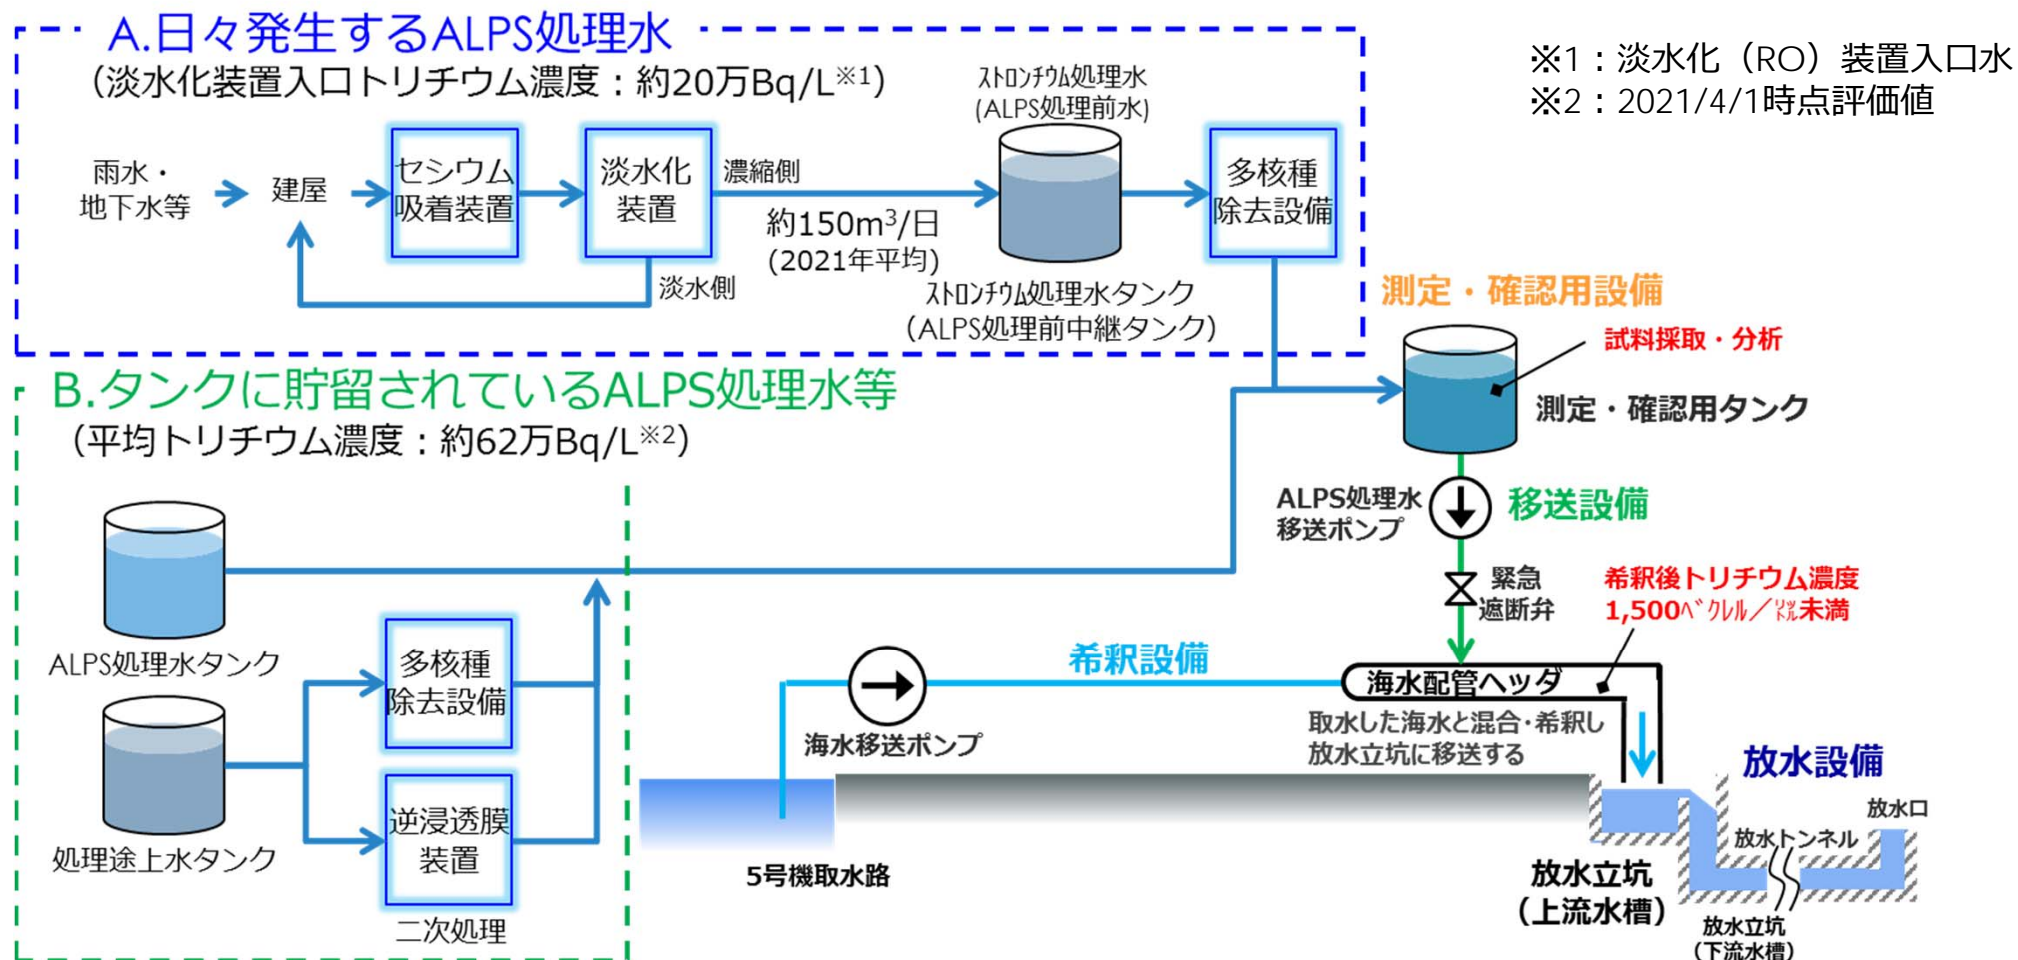 A.日々発生するALPS処理水
（淡水化装置入口トリチウム濃度：約20万Bq/L※1）
※1：淡水化（RO）装置入口水
※2：2021/4/1時点評価値
雨水・
地下水等
建屋
セシウム
吸着装置
淡水化
装置
濃縮側
約150m³/日
(2021年平均)
淡水側
ｽﾄﾛﾝﾁｳﾑ処理水
(ALPS処理前水)
ｽﾄﾛﾝﾁｳﾑ処理水タンク
（ALPS処理前中継タンク）
多核種
除去設備
測定・確認用設備
試料採取・分析
測定・確認用タンク
B.タンクに貯留されているALPS処理水等
（平均トリチウム濃度：約62万Bq/L※2）
ALPS処理水タンク
処理途上水タンク
多核種
除去設備
逆浸透膜
装置
二次処理
ALPS処理水
移送ポンプ
移送設備
緊急
遮断弁
希釈後トリチウム濃度
1,500ﾍﾞｸﾚﾙ／㍑未満
希釈設備
海水移送ポンプ
海水配管ヘッダ
取水した海水と混合・希釈し
放水立坑に移送する
5号機取水路
放水設備
放水口
放水トンネル
放水立坑
（上流水槽）
放水立坑
（下流水槽）